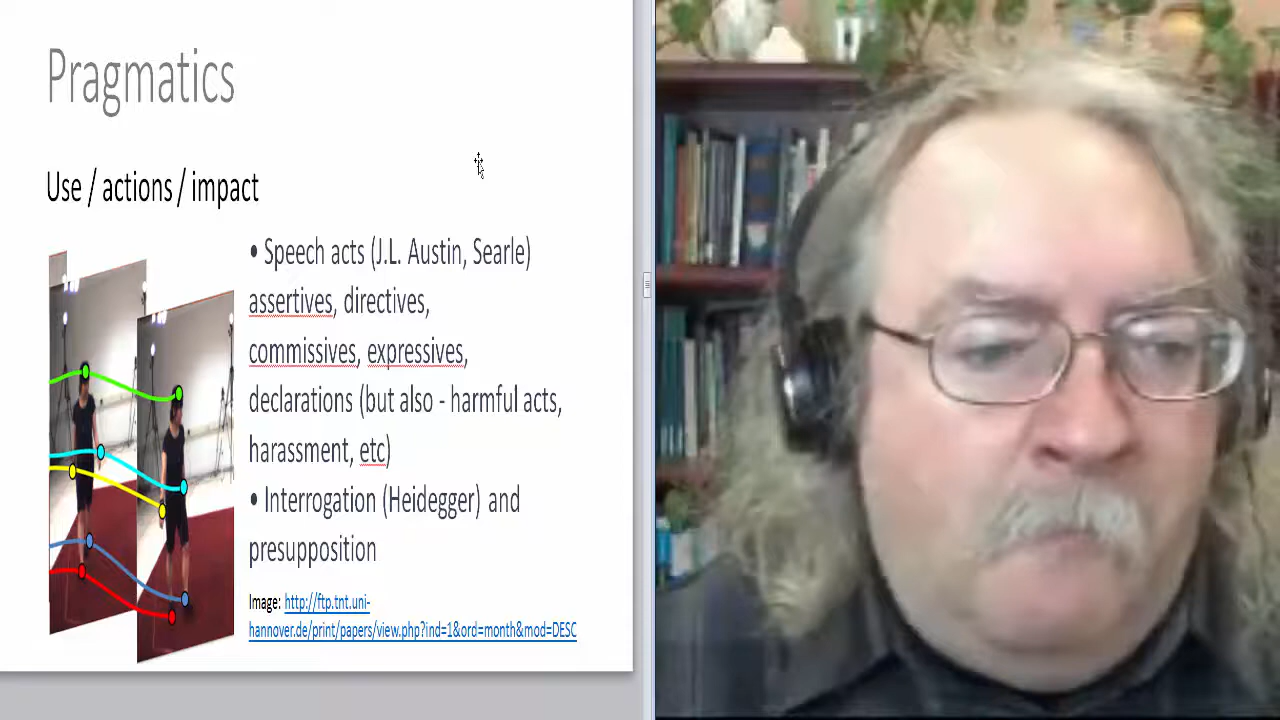 Pragmatics
Use / actions / impact
• Speech acts (J.L. Austin, Searle)
assertives, directives,
commissives, expressives,
declarations (but also - harmful acts,
harassment, etc)
• Interrogation (Heidegger) and
presupposition
Image: http://ftp.tnt.uni-
hannover.de/print/papers/view.php?ind=1&ord=month&mod=DESC